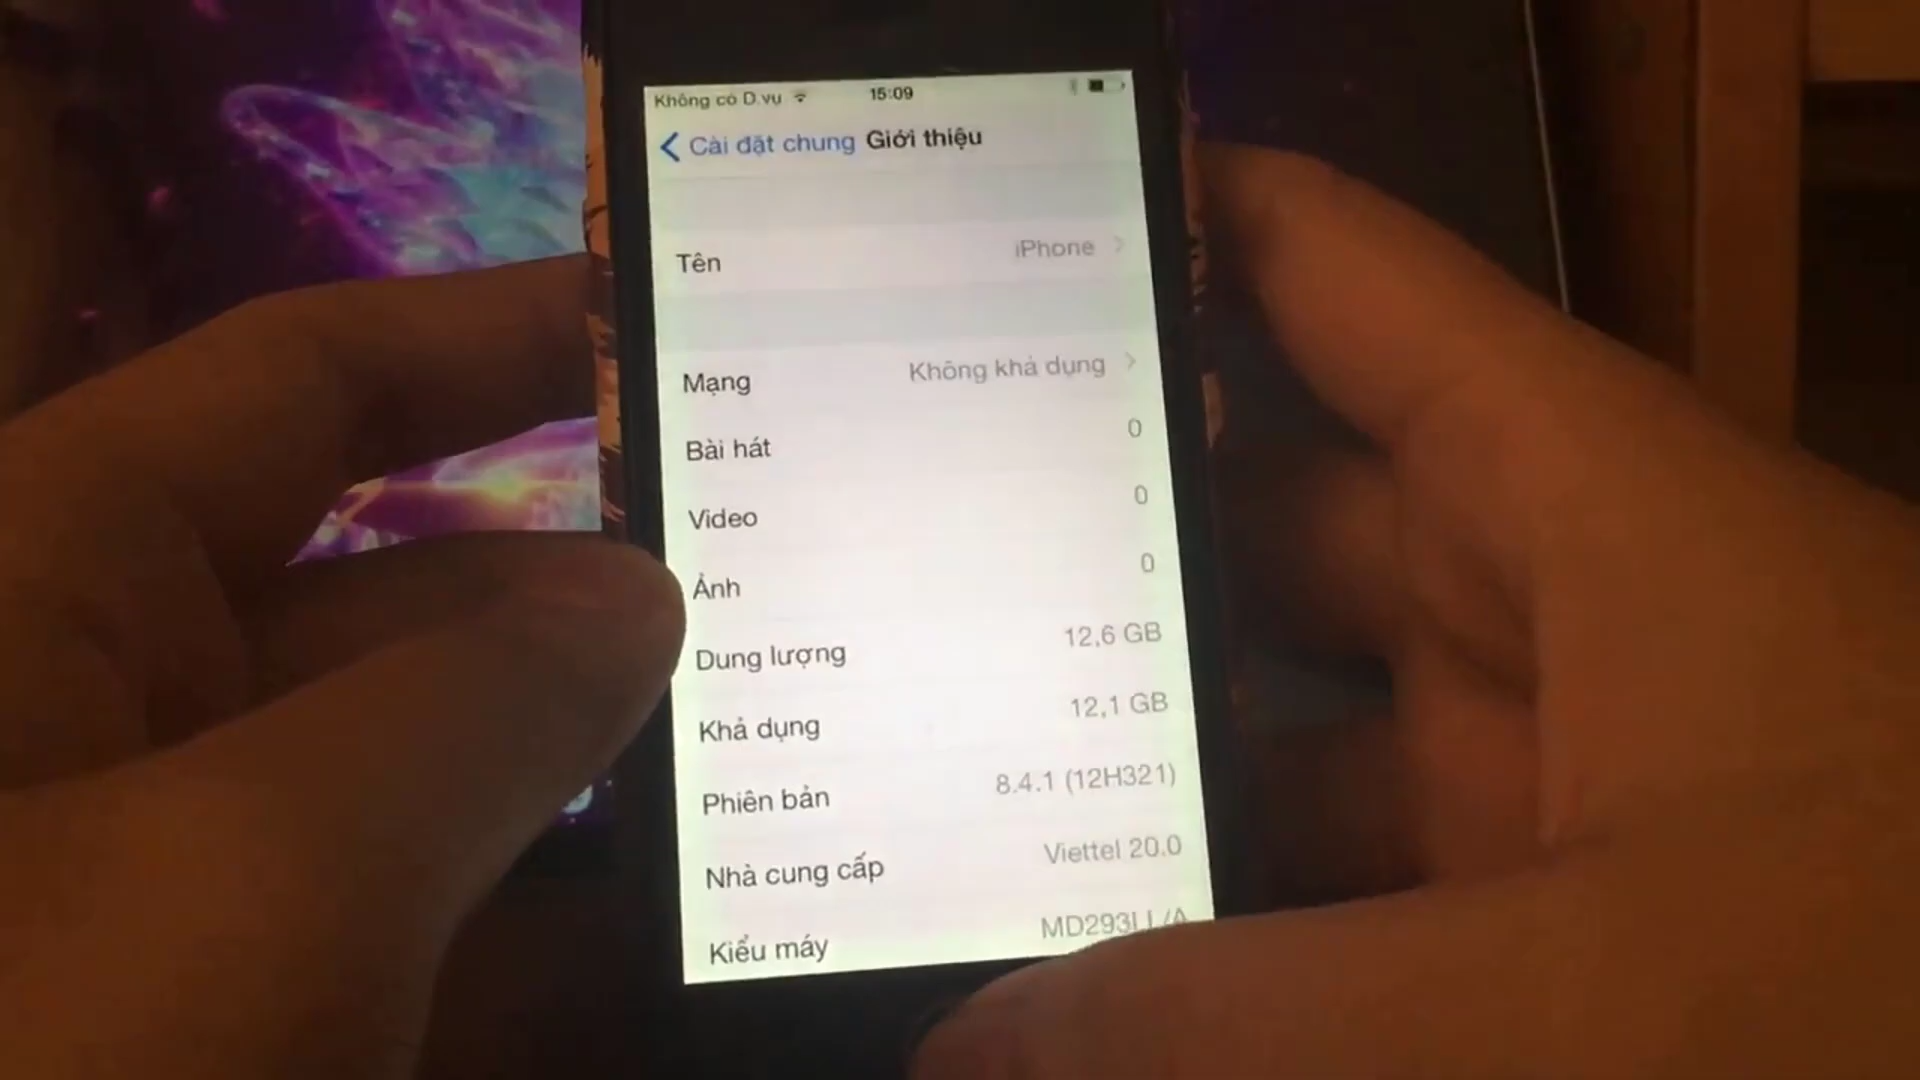 Không có D.vụ 15:09
Cài đặt chung Giới thiệu
Tên iPhone
Mạng Không khả dụng
Bài hát 0
Video 0
Ảnh 0
Dung lượng 12,6 GB
Khả dụng 12,1 GB
Phiên bản 8.4.1 (12H321)
Nhà cung cấp Viettel 20.0
Kiểu máy MD293LL/A